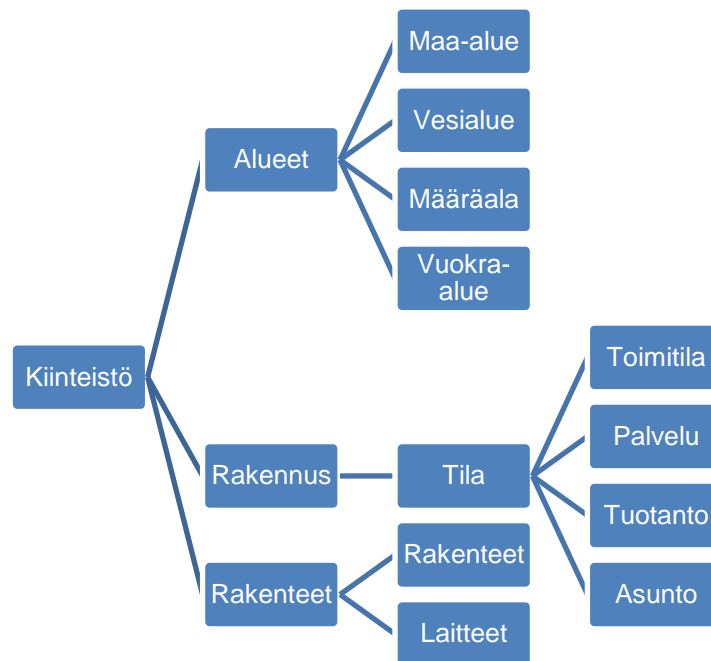 Maa-alue
Vesialue
Alueet
Määräala
Vuokra-
alue
Kiinteistö
Toimitila
Palvelu
Rakennus
Tila
Tuotanto
Rakenteet
Rakenteet
Asunto
Laitteet